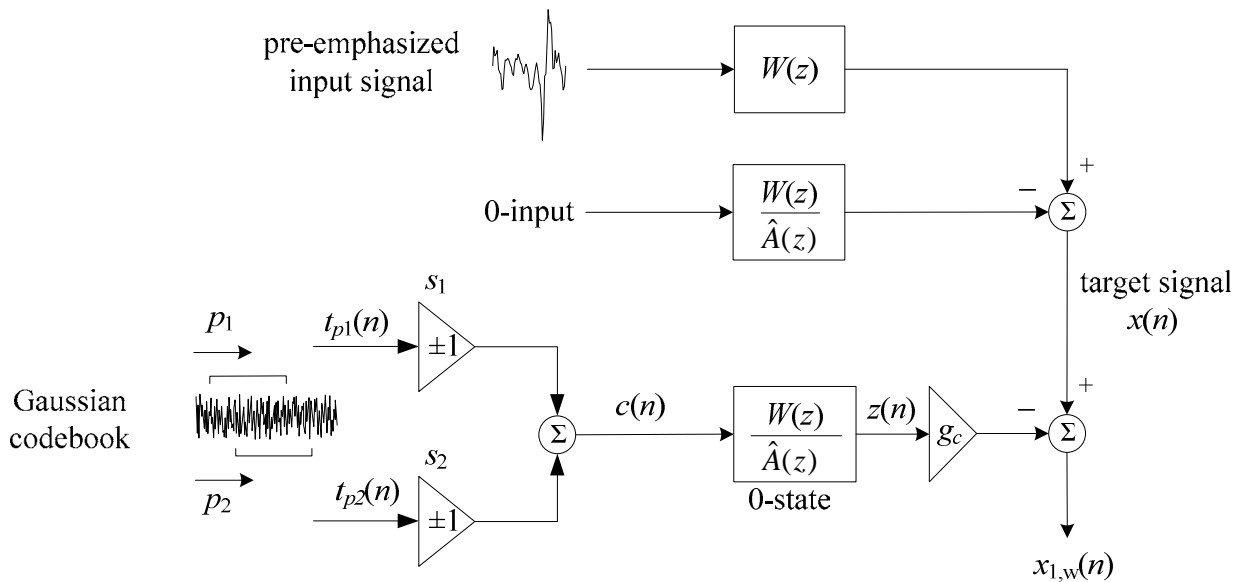 pre-emphasized
input signal
W(z)
+
0-input
W(z)
Â(z)
−
Σ
target signal
x(n)
s1
p1
tp1(n)
±1
Gaussian
codebook
Σ
c(n)
W(z)
Â(z)
0-state
z(n)
gc
−
+
Σ
s2
p2
tp2(n)
±1
x1,w(n)